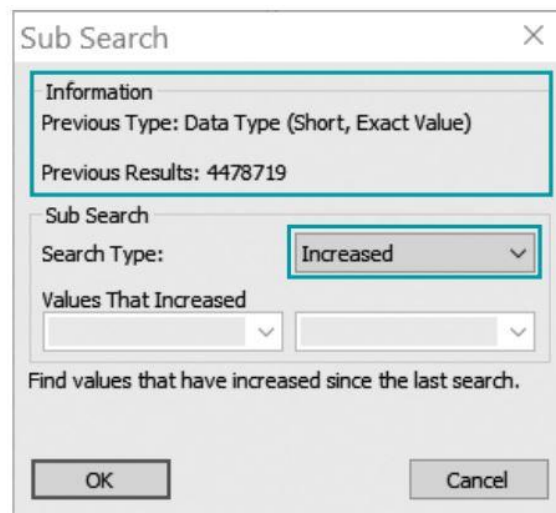 Sub Search
Information
Previous Type: Data Type (Short, Exact Value)
Previous Results: 4478719
Sub Search
Search Type:
Increased
Values That Increased
Find values that have increased since the last search.
OK
Cancel